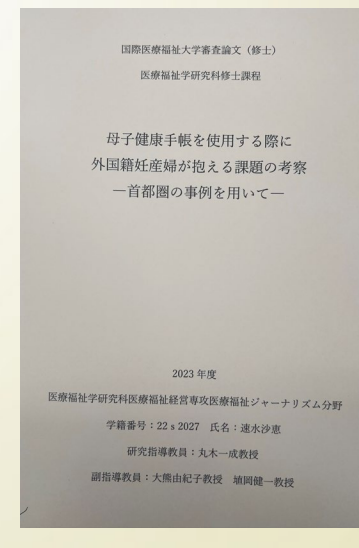 国際医療福祉大学審査論文（修士）
医療福祉学研究科修士課程
母子健康手帳を使用する際に
外国籍妊産婦が抱える課題の考察
―首都圏の事例を用いて―
2023 年度
医療福祉学研究科医療福祉経営専攻医療福祉ジャーナリズム分野
学籍番号：22 s 2027　氏名：速水沙恵
研究指導教員：丸木一成教授
副指導教員：大熊由紀子教授　埴岡健一教授